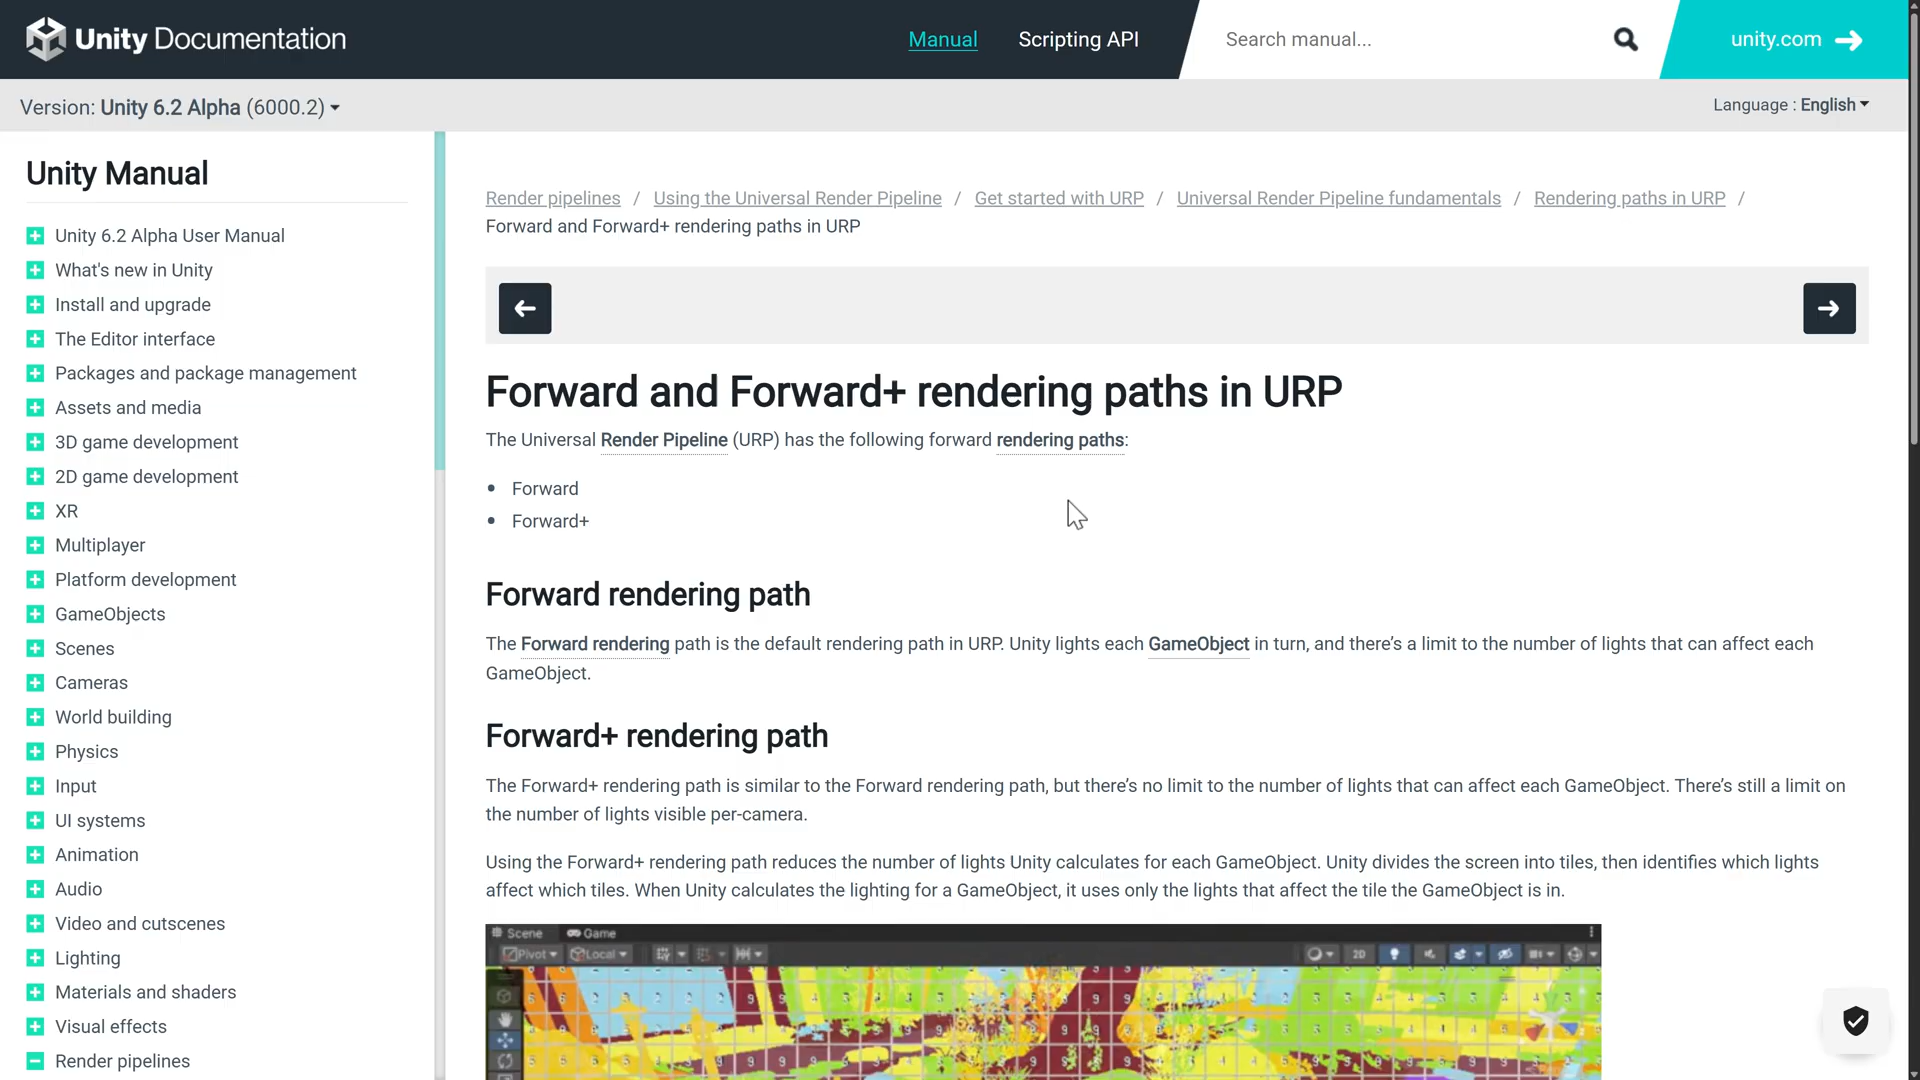 Unity Documentation
Manual
Scripting API
Search manual...
unity.com
Version: Unity 6.2 Alpha (6000.2)
Language : English
Unity Manual
Unity 6.2 Alpha User Manual
What's new in Unity
Install and upgrade
The Editor interface
Packages and package management
Assets and media
3D game development
2D game development
XR
Multiplayer
Platform development
GameObjects
Scenes
Cameras
World building
Physics
Input
UI systems
Animation
Audio
Video and cutscenes
Lighting
Materials and shaders
Visual effects
Render pipelines
Render pipelines / Using the Universal Render Pipeline / Get started with URP / Universal Render Pipeline fundamentals / Rendering paths in URP /
Forward and Forward+ rendering paths in URP
Forward and Forward+ rendering paths in URP
The Universal Render Pipeline (URP) has the following forward rendering paths:
• Forward
• Forward+
Forward rendering path
The Forward rendering path is the default rendering path in URP. Unity lights each GameObject in turn, and there’s a limit to the number of lights that can affect each
GameObject.
Forward+ rendering path
The Forward+ rendering path is similar to the Forward rendering path, but there’s no limit to the number of lights that can affect each GameObject. There’s still a limit on
the number of lights visible per-camera.
Using the Forward+ rendering path reduces the number of lights Unity calculates for each GameObject. Unity divides the screen into tiles, then identifies which lights
affect which tiles. When Unity calculates the lighting for a GameObject, it uses only the lights that affect the tile the GameObject is in.
Scene
Game
Pivot
Local
2D